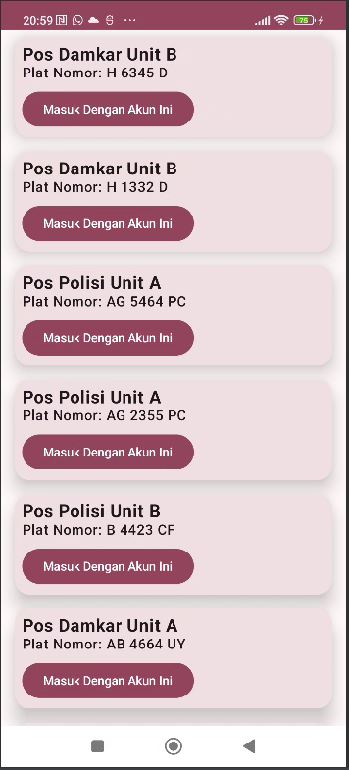 20:59
75
Pos Damkar Unit B
Plat Nomor: H 6345 D
Masuk Dengan Akun Ini
Pos Damkar Unit B
Plat Nomor: H 1332 D
Masuk Dengan Akun Ini
Pos Polisi Unit A
Plat Nomor: AG 5464 PC
Masuk Dengan Akun Ini
Pos Polisi Unit A
Plat Nomor: AG 2355 PC
Masuk Dengan Akun Ini
Pos Polisi Unit B
Plat Nomor: B 4423 CF
Masuk Dengan Akun Ini
Pos Damkar Unit A
Plat Nomor: AB 4664 UY
Masuk Dengan Akun Ini